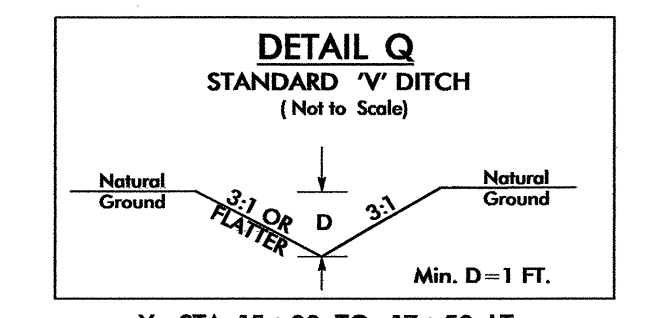 DETAIL Q
STANDARD 'V' DITCH
( Not to Scale)
Natural
Ground
3:1 OR
FLATTER
D
3:1
Natural
Ground
Min. D=1 FT.